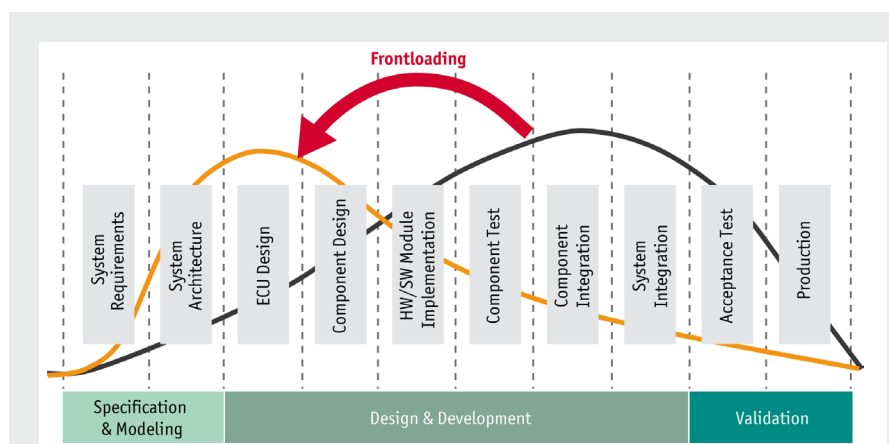 Frontloading
System
Requirements
System
Architecture
ECU Design
Component Design
HW/SW Module
Implementation
Component Test
Component
Integration
System
Integration
Acceptance Test
Production
Specification
& Modeling
Design & Development
Validation